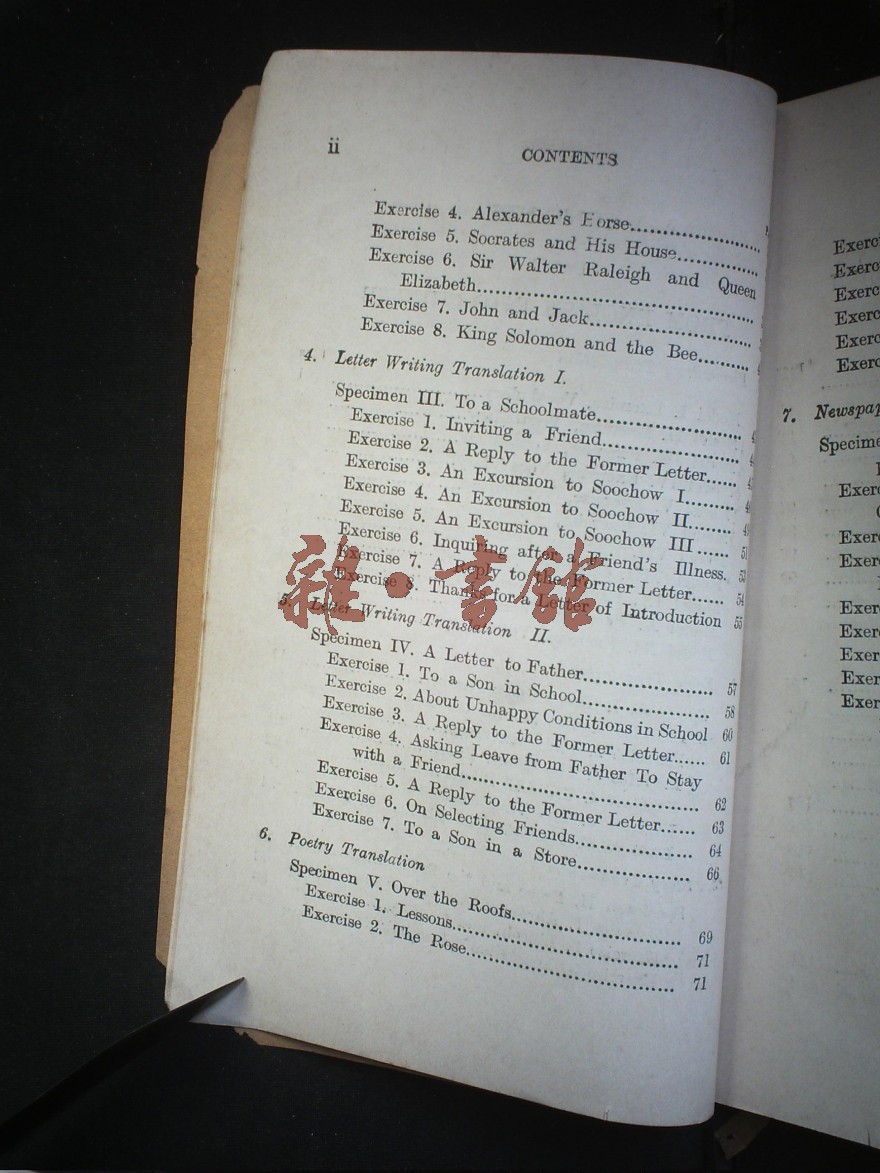 ii
CONTENTS
Exercise 4. Alexander's Horse
Exercise 5. Socrates and His House
Exercise 6. Sir Walter Raleigh and Queen
Elizabeth
Exercise 7. John and Jack
Exercise 8. King Solomon and the Bee
4. Letter Writing Translation I.
Specimen III. To a Schoolmate
Exercise 1. Inviting a Friend
Exercise 2. A Reply to the Former Letter
Exercise 3. An Excursion to Soochow I
Exercise 4. An Excursion to Soochow II
Exercise 5. An Excursion to Soochow III
Exercise 6. Inquiring after a Friend's Illness. 53
Exercise 7. A Reply to the Former Letter...... 54
Exercise 8. Thanks for a Letter of Introduction 55
5. Letter Writing Translation II.
Specimen IV. A Letter to Father........................ 57
Exercise 1. To a Son in School....................... 58
Exercise 2. About Unhappy Conditions in School 60
Exercise 3. A Reply to the Former Letter...... 61
Exercise 4. Asking Leave from Father To Stay
with a Friend.......................................... 62
Exercise 5. A Reply to the Former Letter...... 63
Exercise 6. On Selecting Friends..................... 64
Exercise 7. To a Son in a Store..................... 66
6. Poetry Translation
Specimen V. Over the Roofs.............................. 69
Exercise 1. Lessons........................................ 71
Exercise 2. The Rose...................................... 71
雜·書館
7.